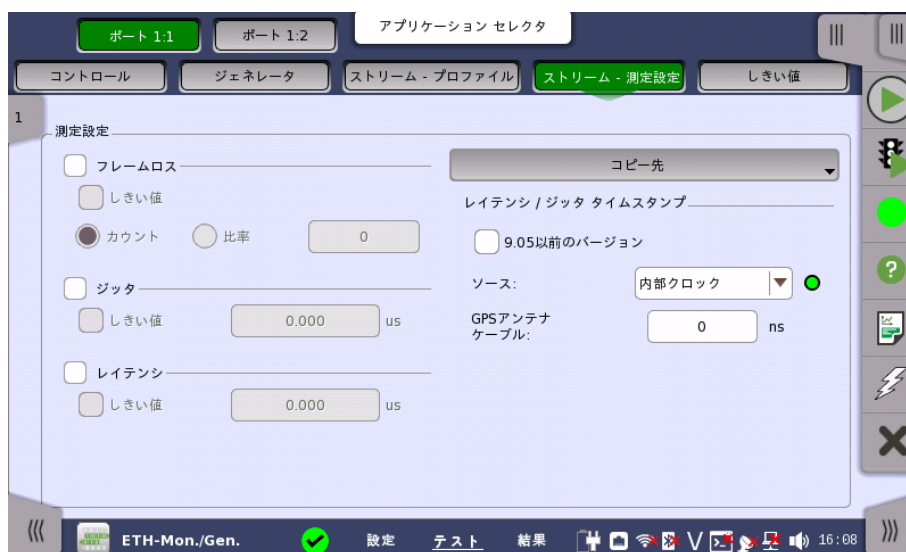 アプリケーション セレクタ
ポート 1:1
ポート 1:2
コントロール
ジェネレータ
ストリーム - プロファイル
ストリーム - 測定設定
しきい値
1
測定設定
フレームロス
しきい値
カウント
比率
0
ジッタ
しきい値
0.000
us
レイテンシ
しきい値
0.000
us
コピー先
レイテンシ / ジッタ タイムスタンプ
9.05以前のバージョン
ソース:
内部クロック
GPSアンテナ
ケーブル:
0
ns
ETH-Mon./Gen.
設定
テスト
結果
16:08